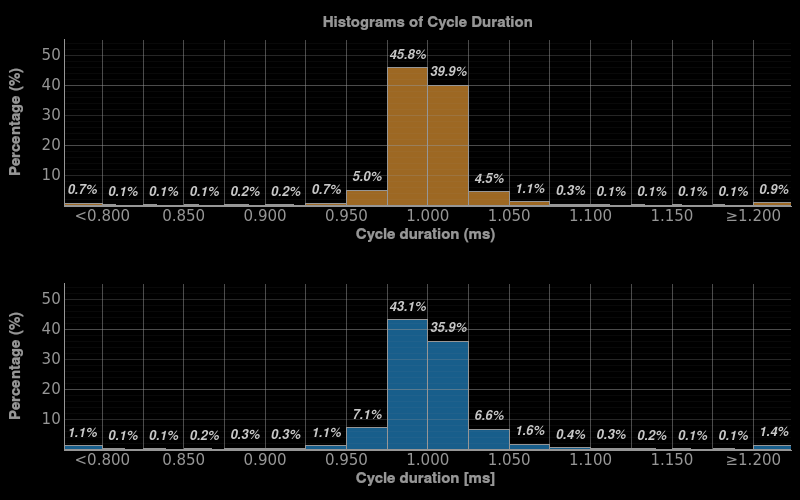 Histograms of Cycle Duration
Percentage (%)
50
40
30
20
10
0.7% 0.1% 0.1% 0.1% 0.2% 0.2% 0.7% 5.0% 45.8% 39.9% 4.5% 1.1% 0.3% 0.1% 0.1% 0.1% 0.1% 0.9%
<0.800 0.850 0.900 0.950 1.000 1.050 1.100 1.150 ≥1.200
Cycle duration (ms)
Percentage (%)
50
40
30
20
10
1.1% 0.1% 0.1% 0.2% 0.3% 0.3% 1.1% 7.1% 43.1% 35.9% 6.6% 1.6% 0.4% 0.3% 0.2% 0.1% 0.1% 1.4%
<0.800 0.850 0.900 0.950 1.000 1.050 1.100 1.150 ≥1.200
Cycle duration [ms]